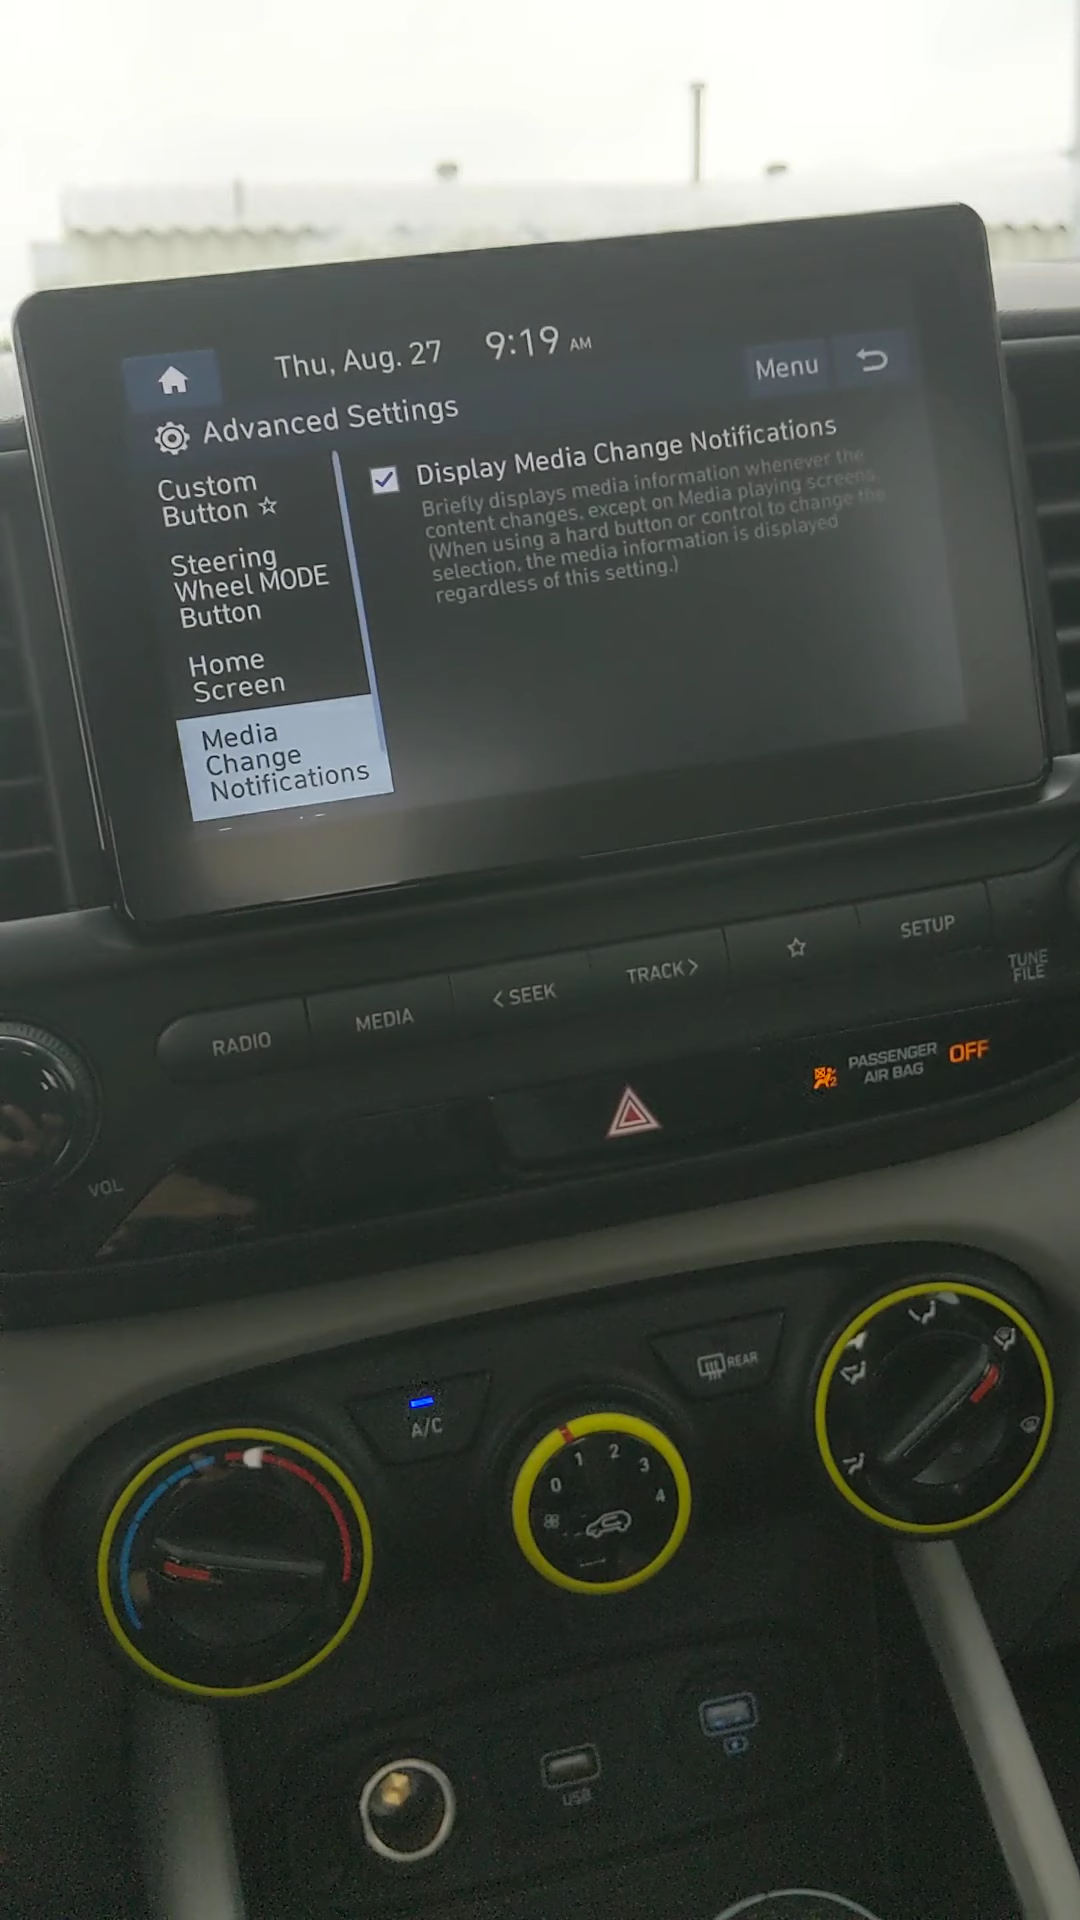 Thu, Aug. 27 9:19 AM
Menu
Advanced Settings
Custom
Button ☆
Steering
Wheel MODE
Button
Home
Screen
Media
Change
Notifications
Display Media Change Notifications
Briefly displays media information whenever the
content changes, except on Media playing screens.
(When using a hard button or control to change the
selection, the media information is displayed
regardless of this setting.)
RADIO
MEDIA
< SEEK
TRACK >
☆
SETUP
TUNE
FILE
VOL
2
PASSENGER
AIR BAG
OFF
A/C
REAR
0 1 2 3 4
USB